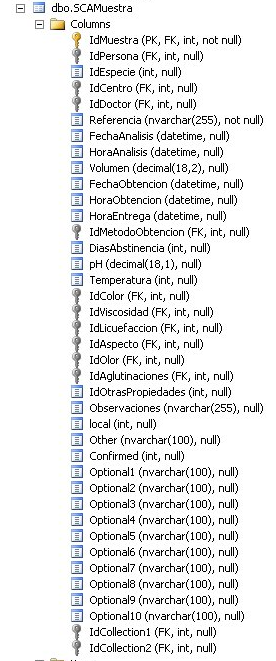 dbo.SCAMuestra
Columns
IdMuestra (PK, FK, int, not null)
IdPersona (FK, int, null)
IdEspecie (int, null)
IdCentro (FK, int, null)
IdDoctor (FK, int, null)
Referencia (nvarchar(255), not null)
FechaAnalisis (datetime, null)
HoraAnalisis (datetime, null)
Volumen (decimal(18,2), null)
FechaObtencion (datetime, null)
HoraObtencion (datetime, null)
HoraEntrega (datetime, null)
IdMetodoObtencion (FK, int, null)
DiasAbstinencia (int, null)
pH (decimal(18,1), null)
Temperatura (int, null)
IdColor (FK, int, null)
IdViscosidad (FK, int, null)
IdLicuefaccion (FK, int, null)
IdAspecto (FK, int, null)
IdOlor (FK, int, null)
IdAglutinaciones (FK, int, null)
IdOtrasPropiedades (int, null)
Observaciones (nvarchar(255), null)
local (int, null)
Other (nvarchar(100), null)
Confirmed (int, null)
Optional1 (nvarchar(100), null)
Optional2 (nvarchar(100), null)
Optional3 (nvarchar(100), null)
Optional4 (nvarchar(100), null)
Optional5 (nvarchar(100), null)
Optional6 (nvarchar(100), null)
Optional7 (nvarchar(100), null)
Optional8 (nvarchar(100), null)
Optional9 (nvarchar(100), null)
Optional10 (nvarchar(100), null)
IdCollection1 (FK, int, null)
IdCollection2 (FK, int, null)